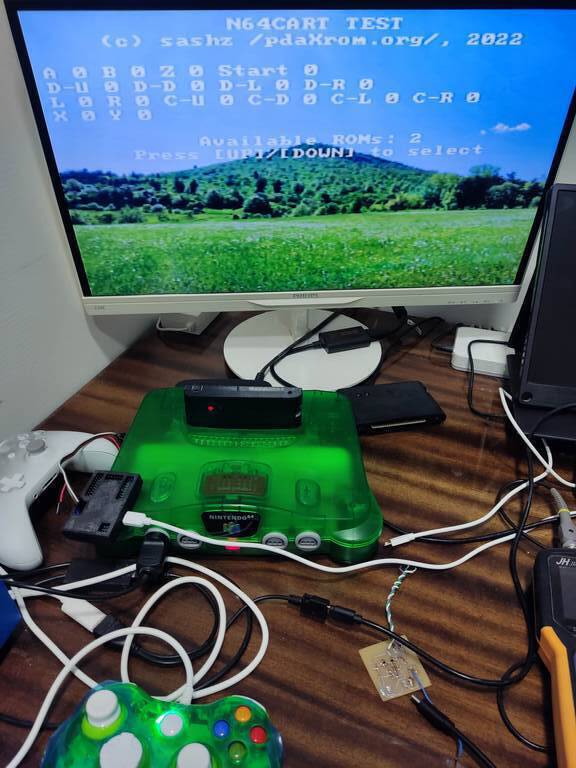 N64CART TEST
(c) sashz /pdaXrom.org/, 2022
A 0 B 0 Z 0 Start 0
D-U 0 D-D 0 D-L 0 D-R 0
L 0 R 0 C-U 0 C-D 0 C-L 0 C-R 0
X 0 Y 0
Available ROMs: 2
Press [UP]/[DOWN] to select
PHILIPS
NINTENDO 64
JH